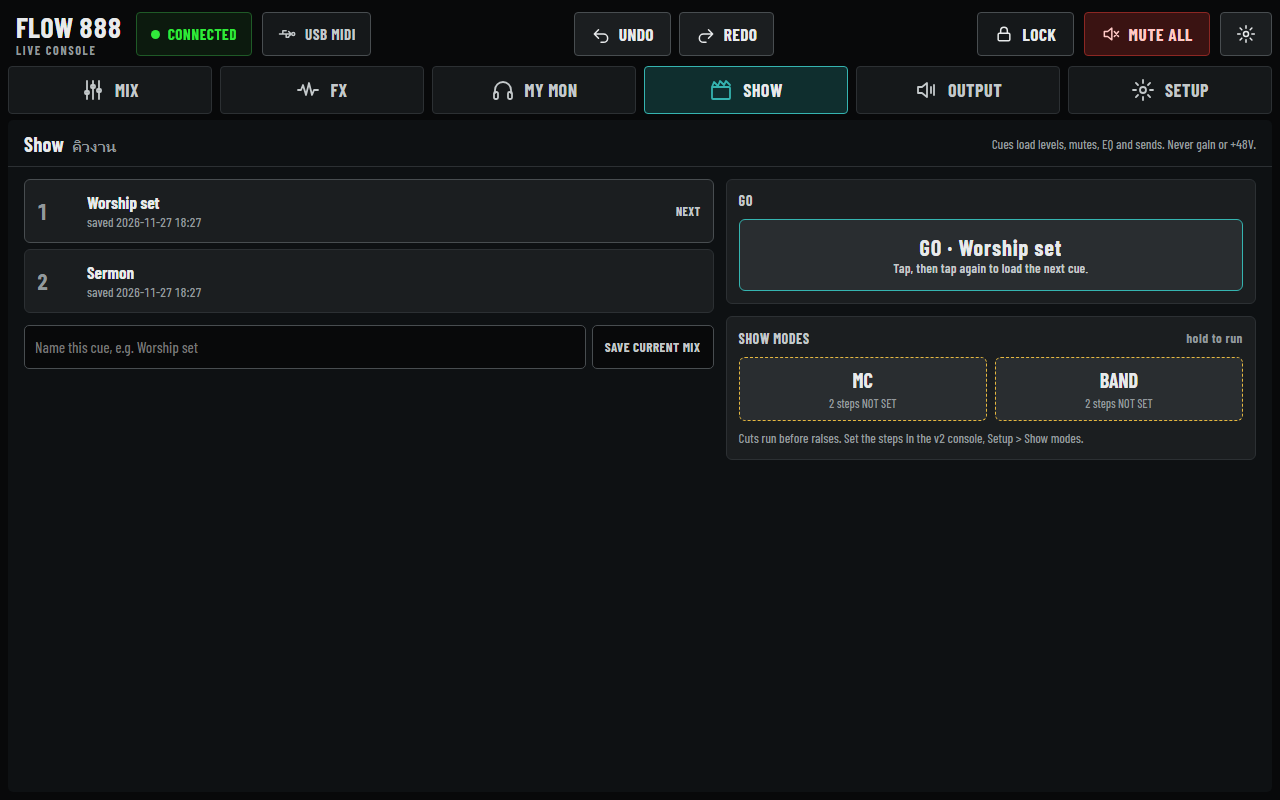 FLOW 888
LIVE CONSOLE
CONNECTED
USB MIDI
UNDO
REDO
LOCK
MUTE ALL
MIX
FX
MY MON
SHOW
OUTPUT
SETUP
Show คิวงาน
Cues load levels, mutes, EQ and sends. Never gain or +48V.
1
Worship set
saved 2026-11-27 18:27
NEXT
2
Sermon
saved 2026-11-27 18:27
Name this cue, e.g. Worship set
SAVE CURRENT MIX
GO
GO · Worship set
Tap, then tap again to load the next cue.
SHOW MODES
hold to run
MC
2 steps NOT SET
BAND
2 steps NOT SET
Cuts run before raises. Set the steps in the v2 console, Setup > Show modes.